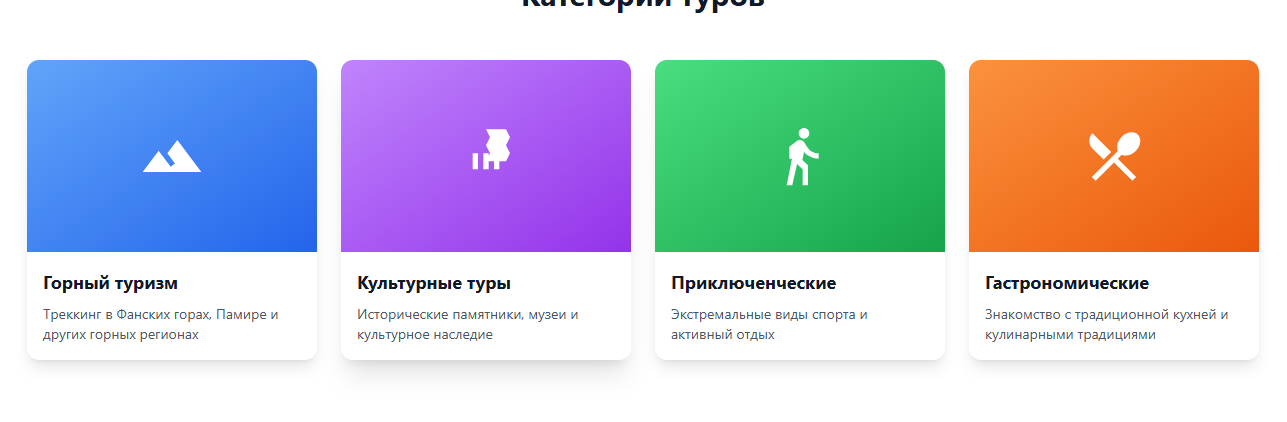 Категории туров
Горный туризм
Треккинг в Фанских горах, Памире и
других горных регионах
Культурные туры
Исторические памятники, музеи и
культурное наследие
Приключенческие
Экстремальные виды спорта и
активный отдых
Гастрономические
Знакомство с традиционной кухней и
кулинарными традициями